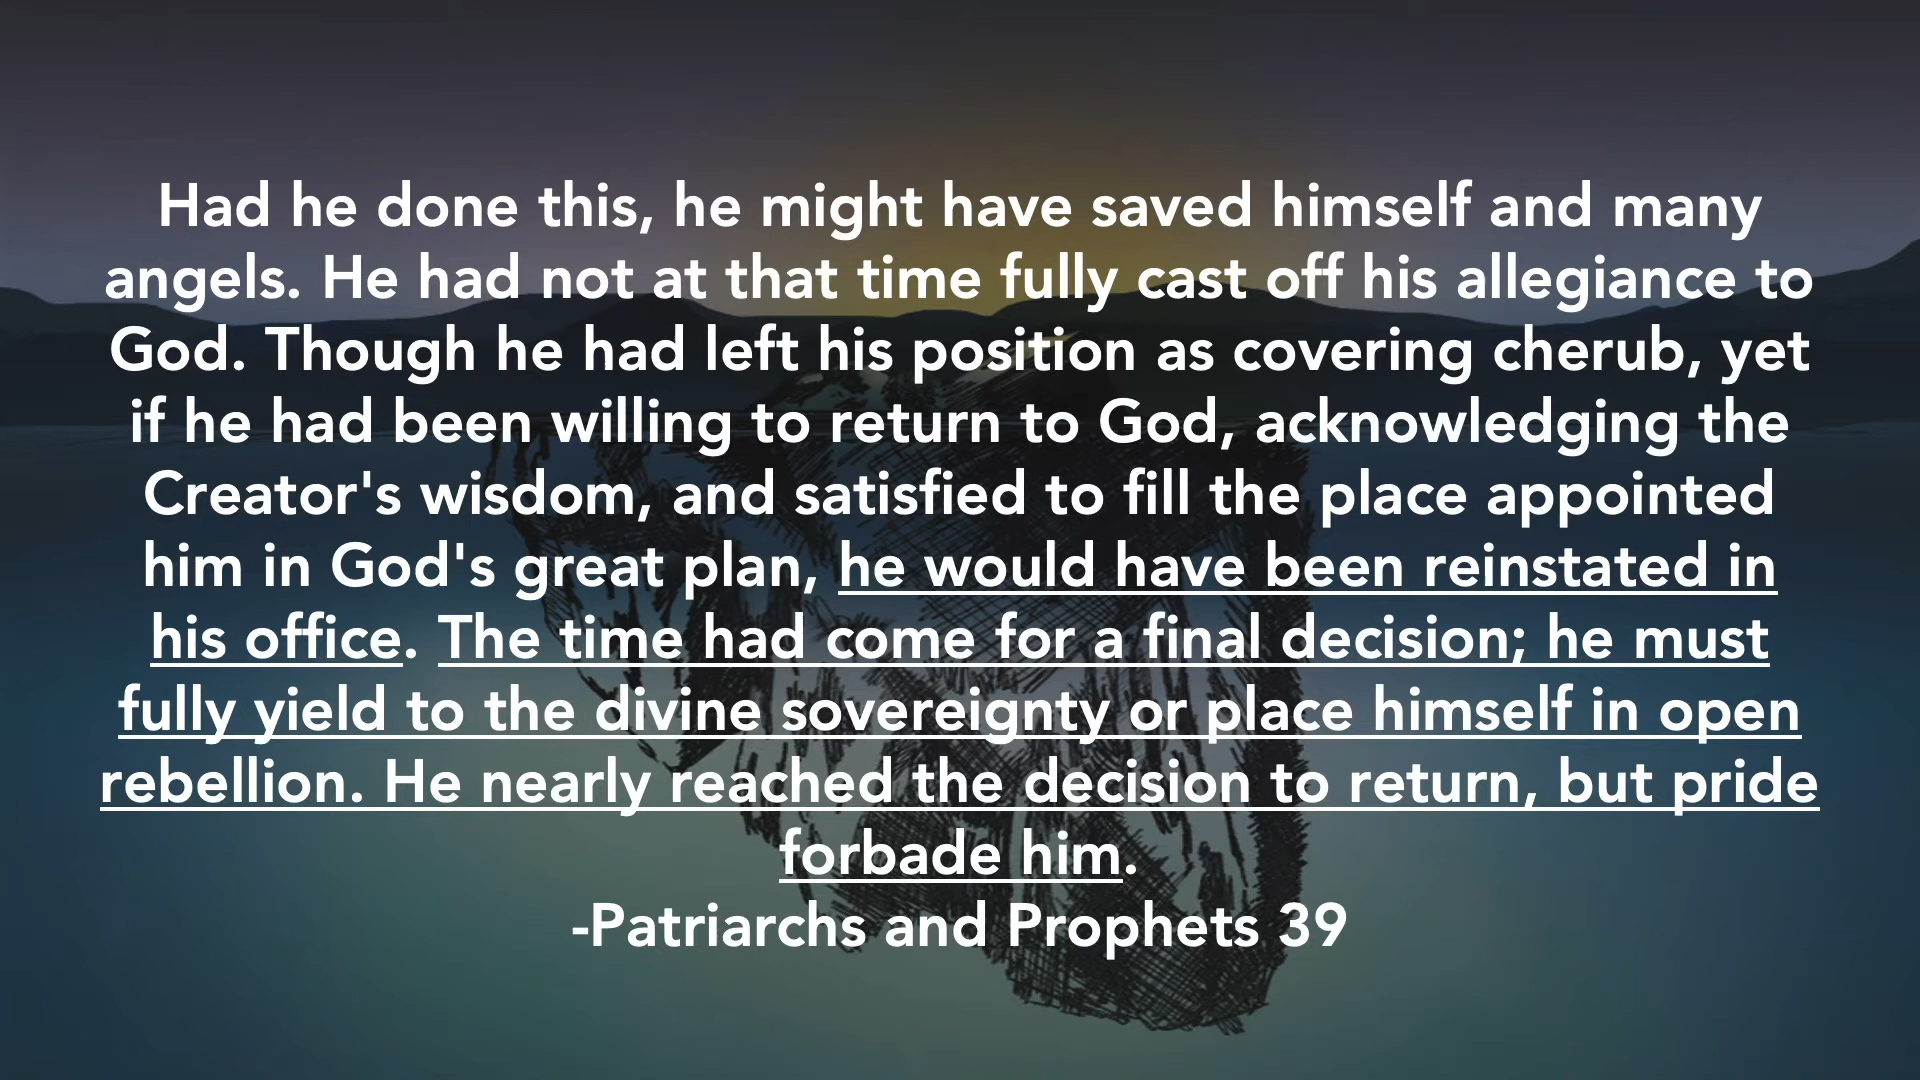 Had he done this, he might have saved himself and many
angels. He had not at that time fully cast off his allegiance to
God. Though he had left his position as covering cherub, yet
if he had been willing to return to God, acknowledging the
Creator's wisdom, and satisfied to fill the place appointed
him in God's great plan, he would have been reinstated in
his office. The time had come for a final decision; he must
fully yield to the divine sovereignty or place himself in open
rebellion. He nearly reached the decision to return, but pride
forbade him.
-Patriarchs and Prophets 39